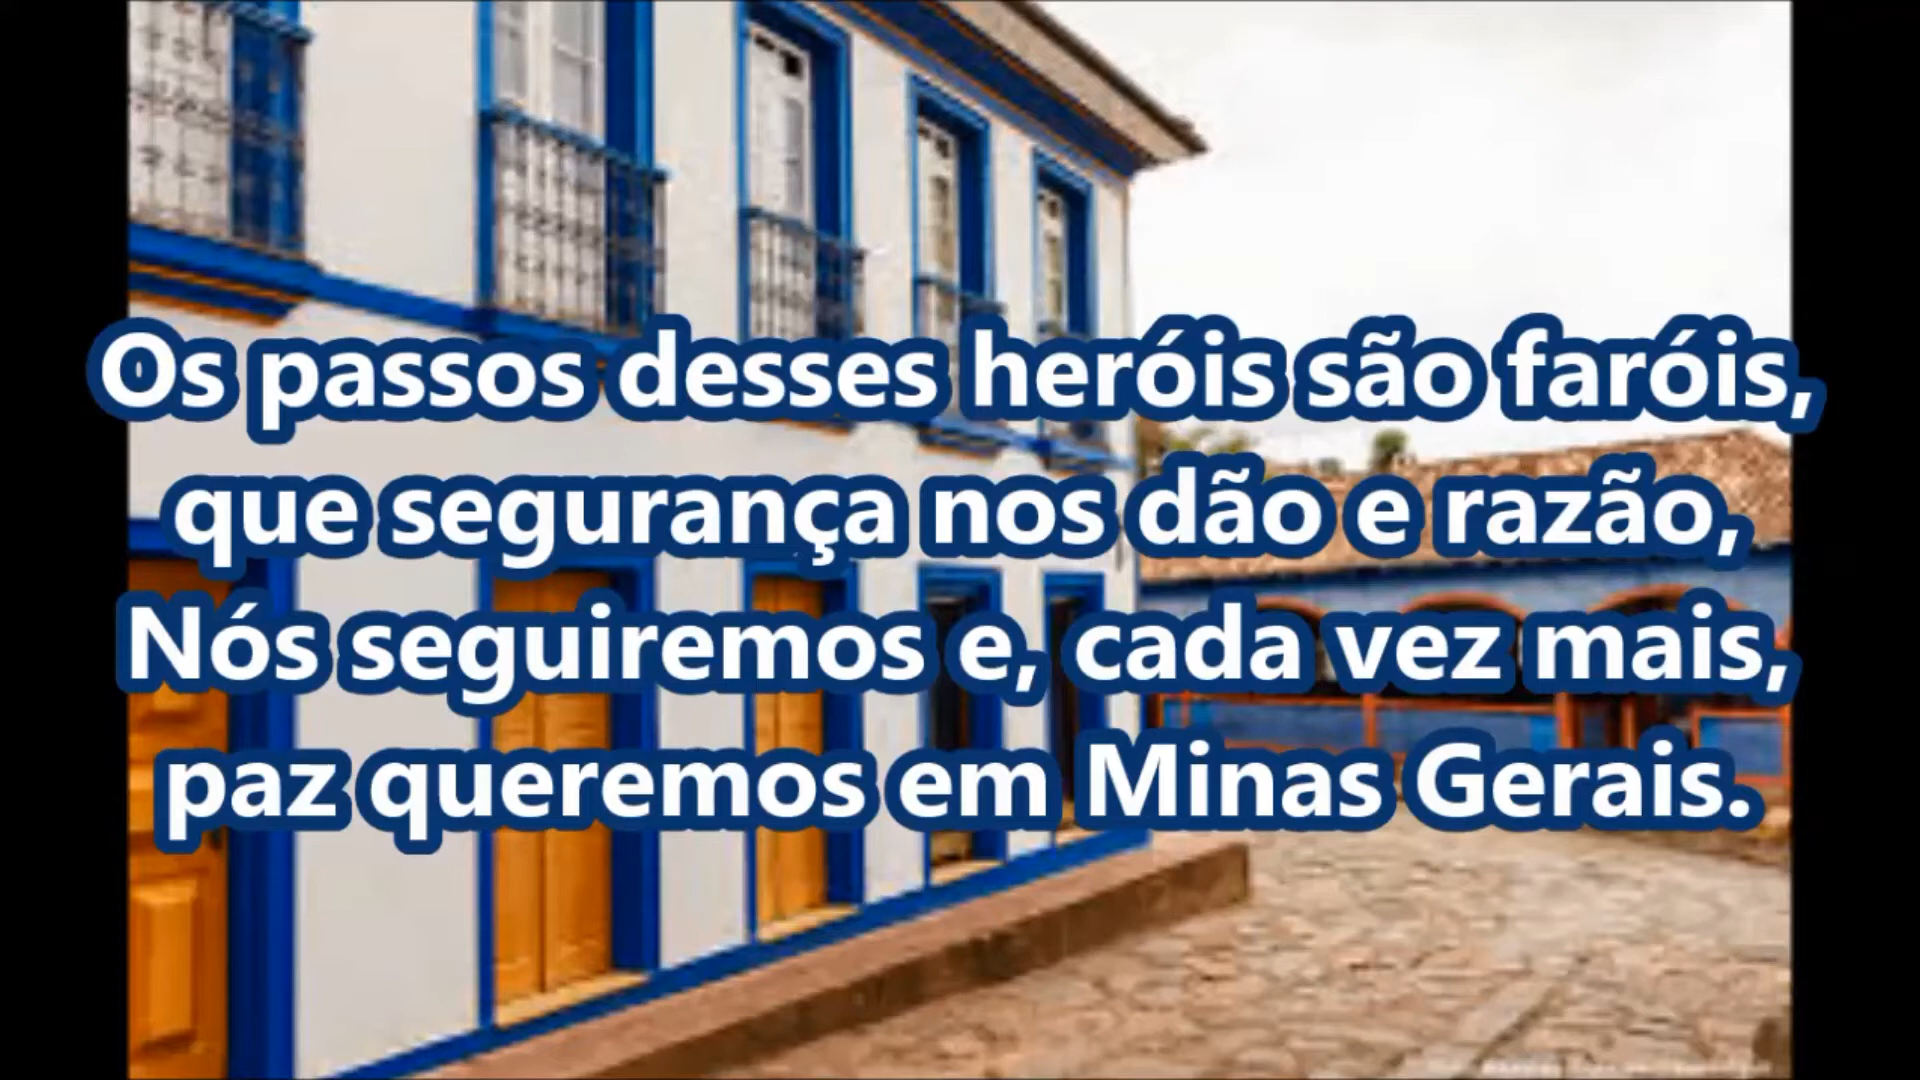 Os passos desses heróis são faróis,
que segurança nos dão e razão,
Nós seguiremos e, cada vez mais,
paz queremos em Minas Gerais.